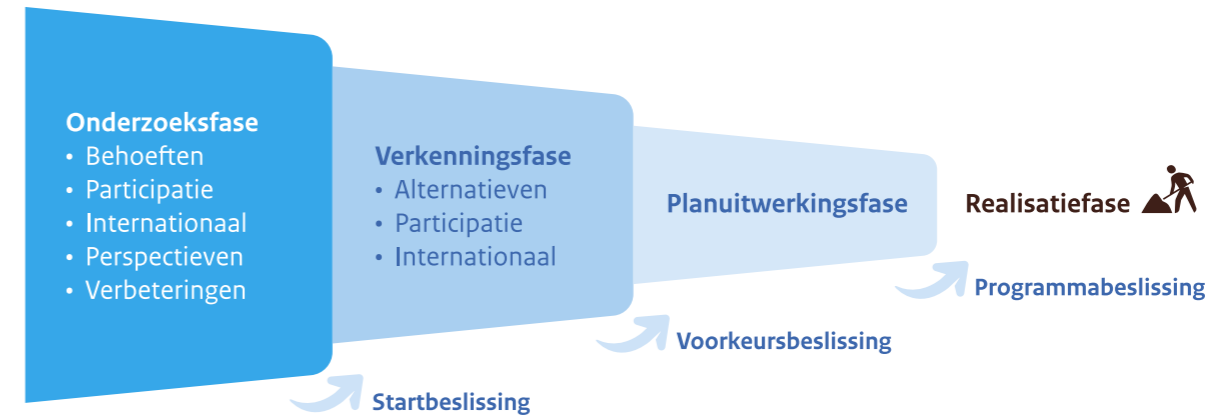 Onderzoeksfase
• Behoeften
• Participatie
• Internationaal
• Perspectieven
• Verbeteringen
Verkenningsfase
• Alternatieven
• Participatie
• Internationaal
Planuitwerkingsfase
Realisatiefase
Startbeslissing
Voorkeursbeslissing
Programmabeslissing